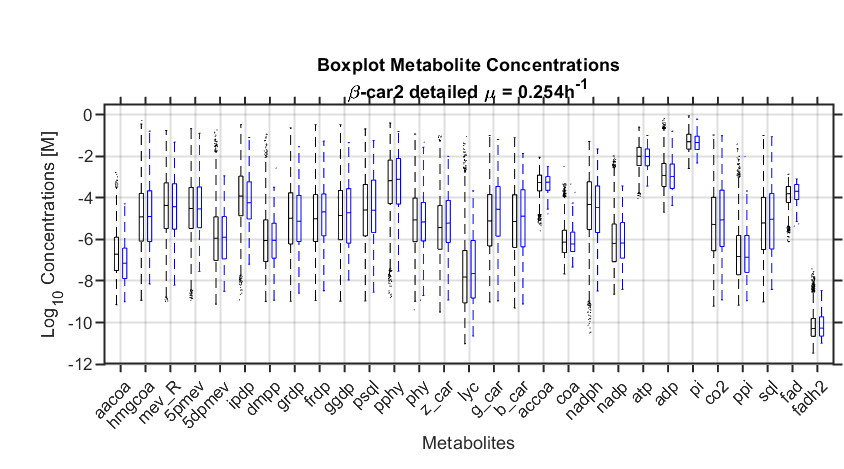 Boxplot Metabolite Concentrations
β-car2 detailed μ = 0.254h⁻¹
Log₁₀ Concentrations [M]
0
-2
-4
-6
-8
-10
-12
aacoa
hmgcoa
mev_R
5pmev
5dpmev
ipdp
dmpp
grdp
frdp
ggdp
psql
pphy
phy
z_car
lyc
g_car
b_car
accoa
coa
nadph
nadp
atp
adp
pi
co2
ppi
sql
fad
fadh2
Metabolites